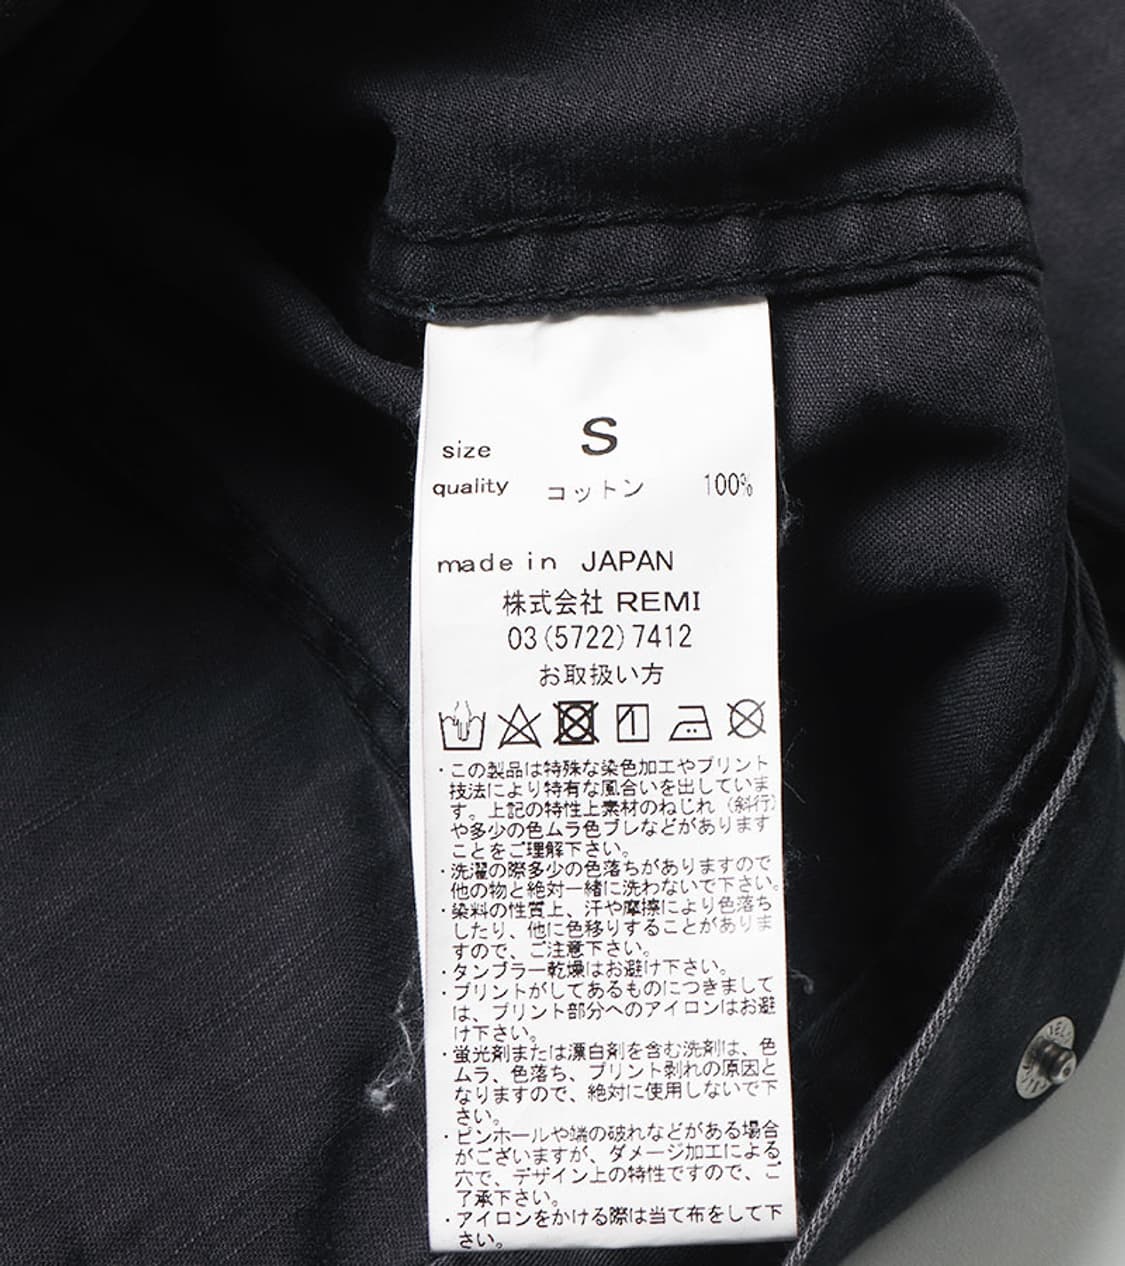 size S
quality コットン 100%
made in JAPAN
株式会社 REMI
03(5722)7412
お取扱い方
・この製品は特殊な染色加工やプリント
技法により特有な風合いを出していま
す。上記の特性上素材のねじれ（斜行）
や多少の色ムラ色ブレなどがあります
ことをご理解下さい。
・洗濯の際多少の色落ちがありますので
他の物と絶対一緒に洗わないで下さい。
・染料の性質上、汗や摩擦により色落ち
したり、他に色移りすることがありま
すので、ご注意下さい。
・タンブラー乾燥はお避け下さい。
・プリントがしてあるものにつきまして
は、プリント部分へのアイロンはお避
け下さい。
・蛍光剤または漂白剤を含む洗剤は、色
ムラ、色落ち、プリント剥れの原因と
なりますので、絶対に使用しないで下
さい。
・ピンホールや端の破れなどがある場合
がございますが、ダメージ加工による
穴で、デザイン上の特性ですので、ご
了承下さい。
・アイロンをかける際は当て布をして下
さい。